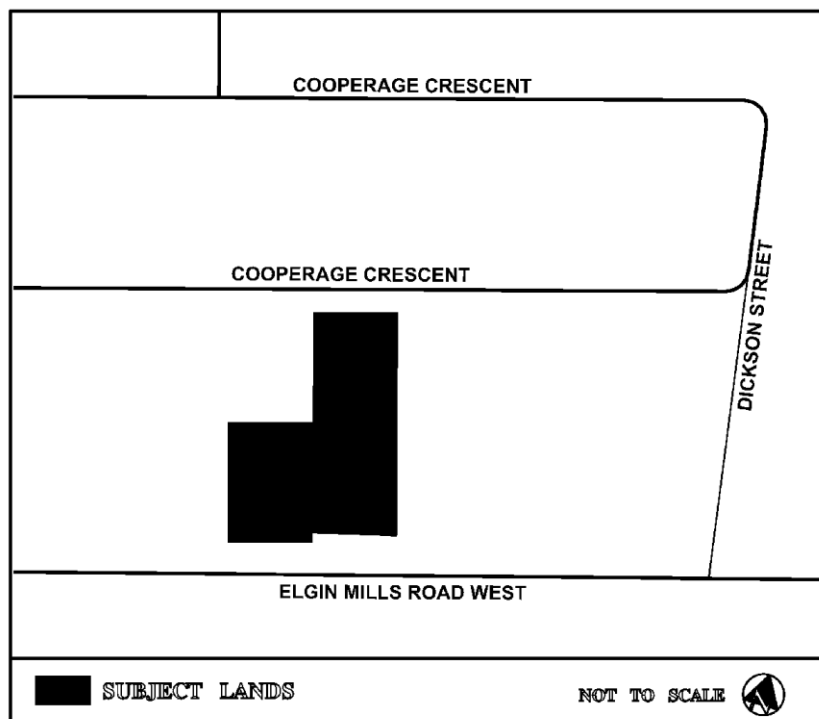 COOPERAGE CRESCENT
COOPERAGE CRESCENT
DICKSON STREET
ELGIN MILLS ROAD WEST
SUBJECT LANDS
NOT TO SCALE